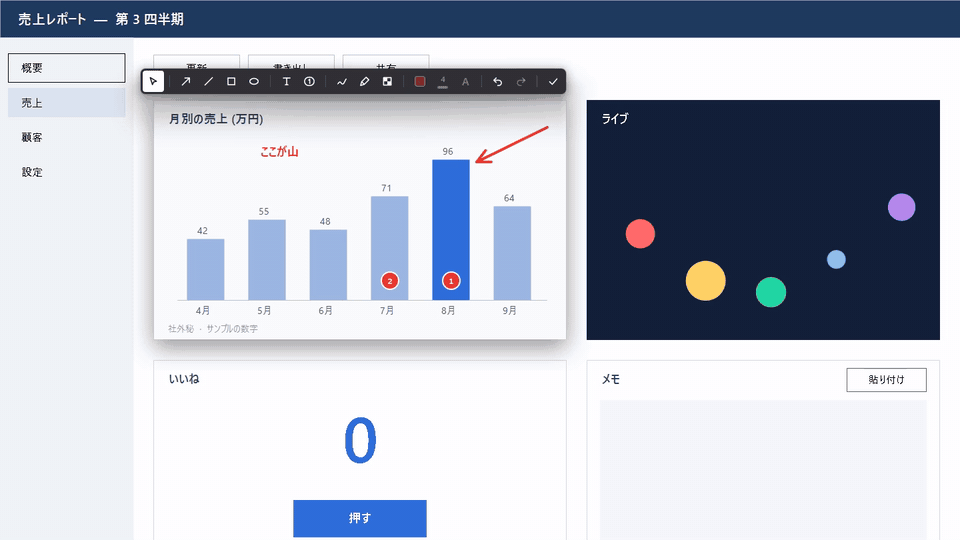 売上レポート — 第 3 四半期
概要
売上
顧客
設定
更新 書き出し 共有
T 1 4 A
月別の売上 (万円)
ここが山
42 55 48 71 96 64
2 1
4月 5月 6月 7月 8月 9月
社外秘 · サンプルの数字
ライブ
いいね
0
押す
メモ
貼り付け